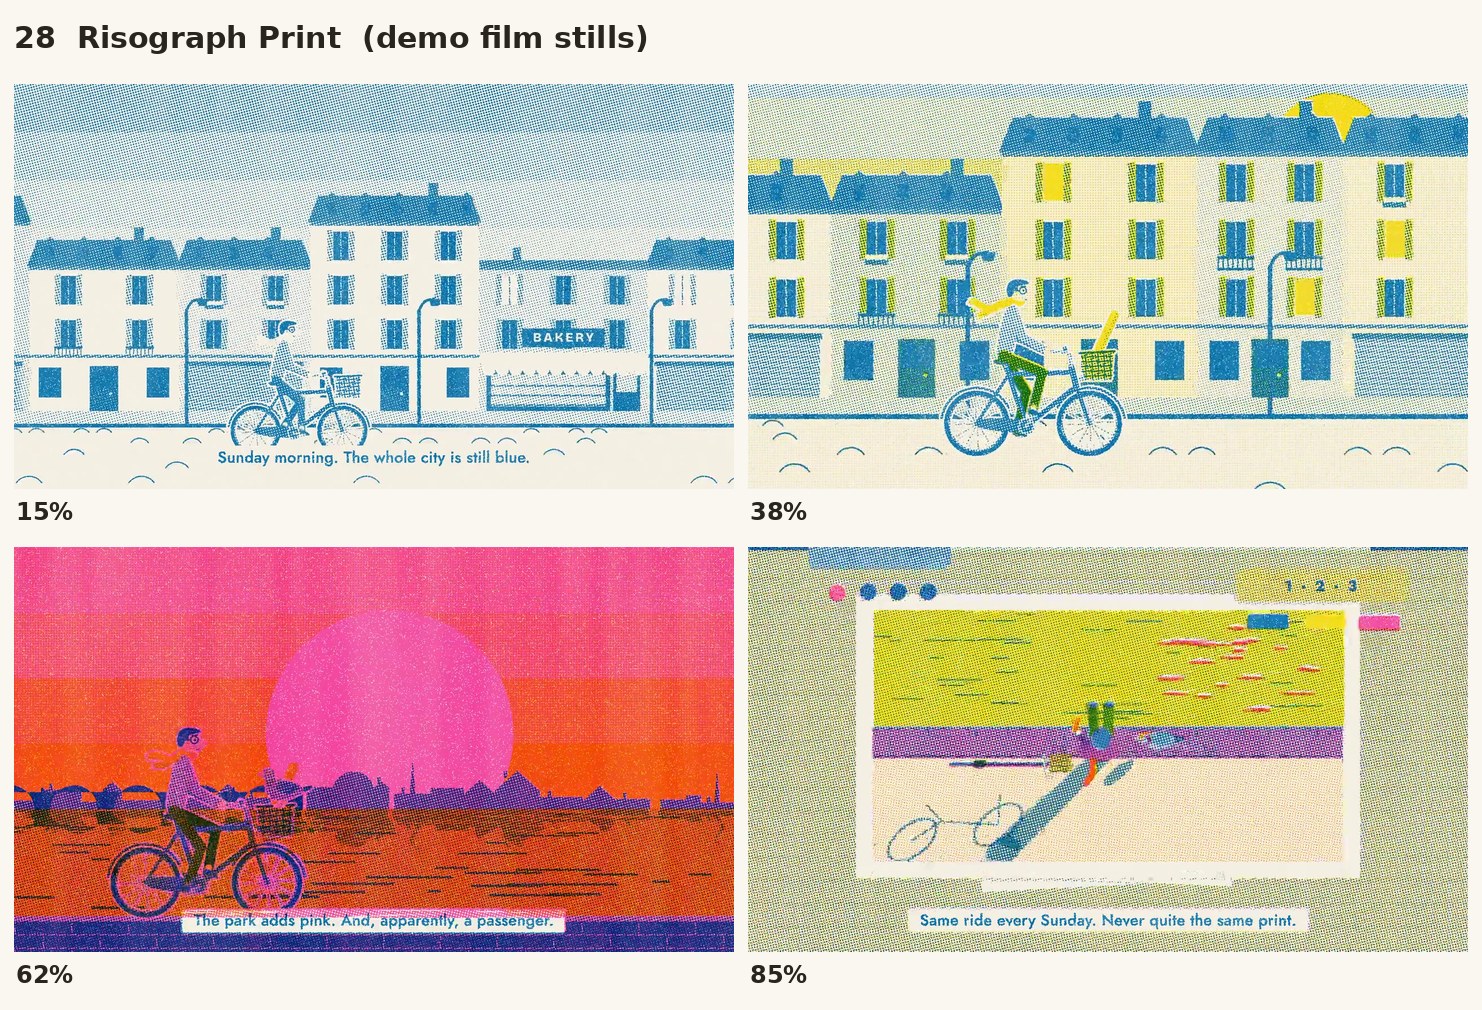 28 Risograph Print (demo film stills)
BAKERY
Sunday morning. The whole city is still blue.
15%
38%
The park adds pink. And, apparently, a passenger.
62%
1 · 2 · 3
Same ride every Sunday. Never quite the same print.
85%